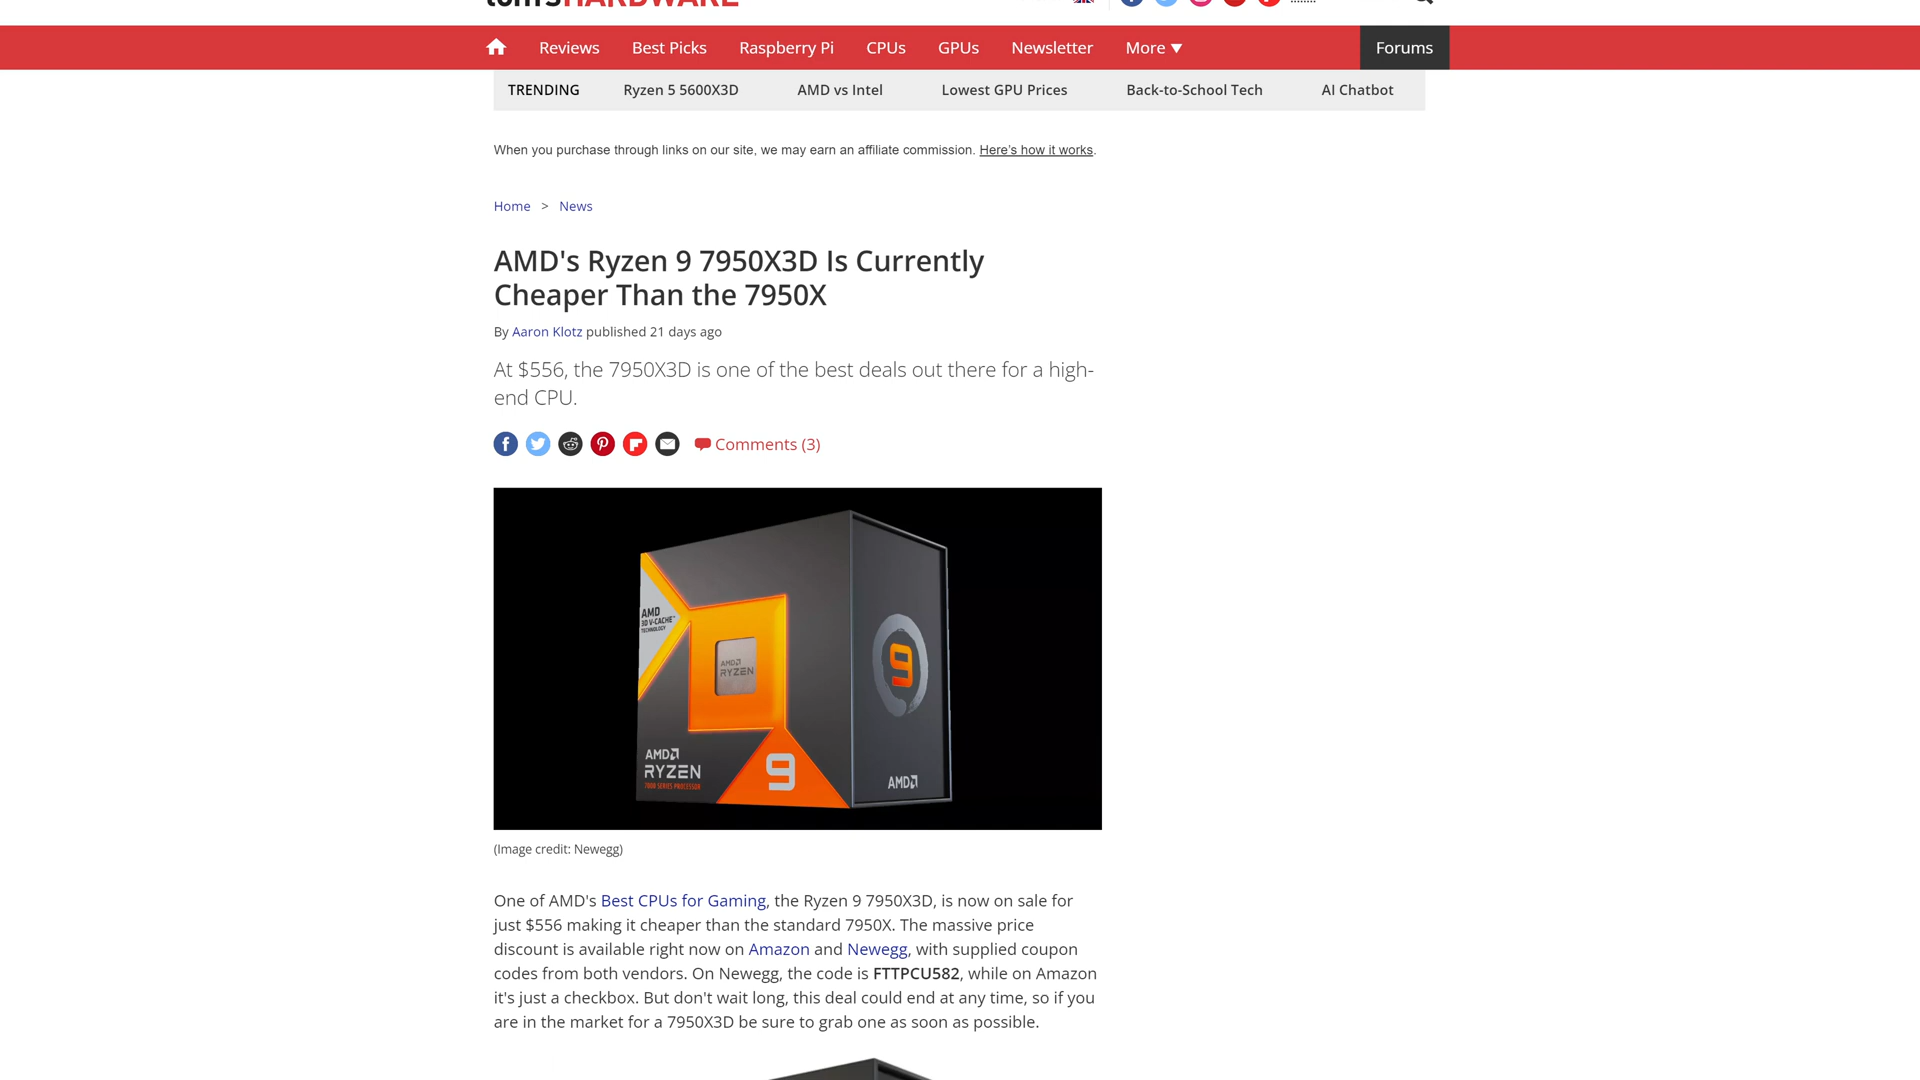 tom's HARDWARE
Reviews
Best Picks
Raspberry Pi
CPUs
GPUs
Newsletter
More ▼
Forums
TRENDING
Ryzen 5 5600X3D
AMD vs Intel
Lowest GPU Prices
Back-to-School Tech
AI Chatbot
When you purchase through links on our site, we may earn an affiliate commission. Here’s how it works.
Home > News
AMD's Ryzen 9 7950X3D Is Currently
Cheaper Than the 7950X
By Aaron Klotz published 21 days ago
At $556, the 7950X3D is one of the best deals out there for a high-
end CPU.
Comments (3)
AMD
3D V-CACHE™
TECHNOLOGY
AMD
RYZEN
9
AMD
RYZEN
7000 SERIES PROCESSOR
9
AMD
(Image credit: Newegg)
One of AMD's Best CPUs for Gaming, the Ryzen 9 7950X3D, is now on sale for
just $556 making it cheaper than the standard 7950X. The massive price
discount is available right now on Amazon and Newegg, with supplied coupon
codes from both vendors. On Newegg, the code is FTTPCU582, while on Amazon
it's just a checkbox. But don't wait long, this deal could end at any time, so if you
are in the market for a 7950X3D be sure to grab one as soon as possible.